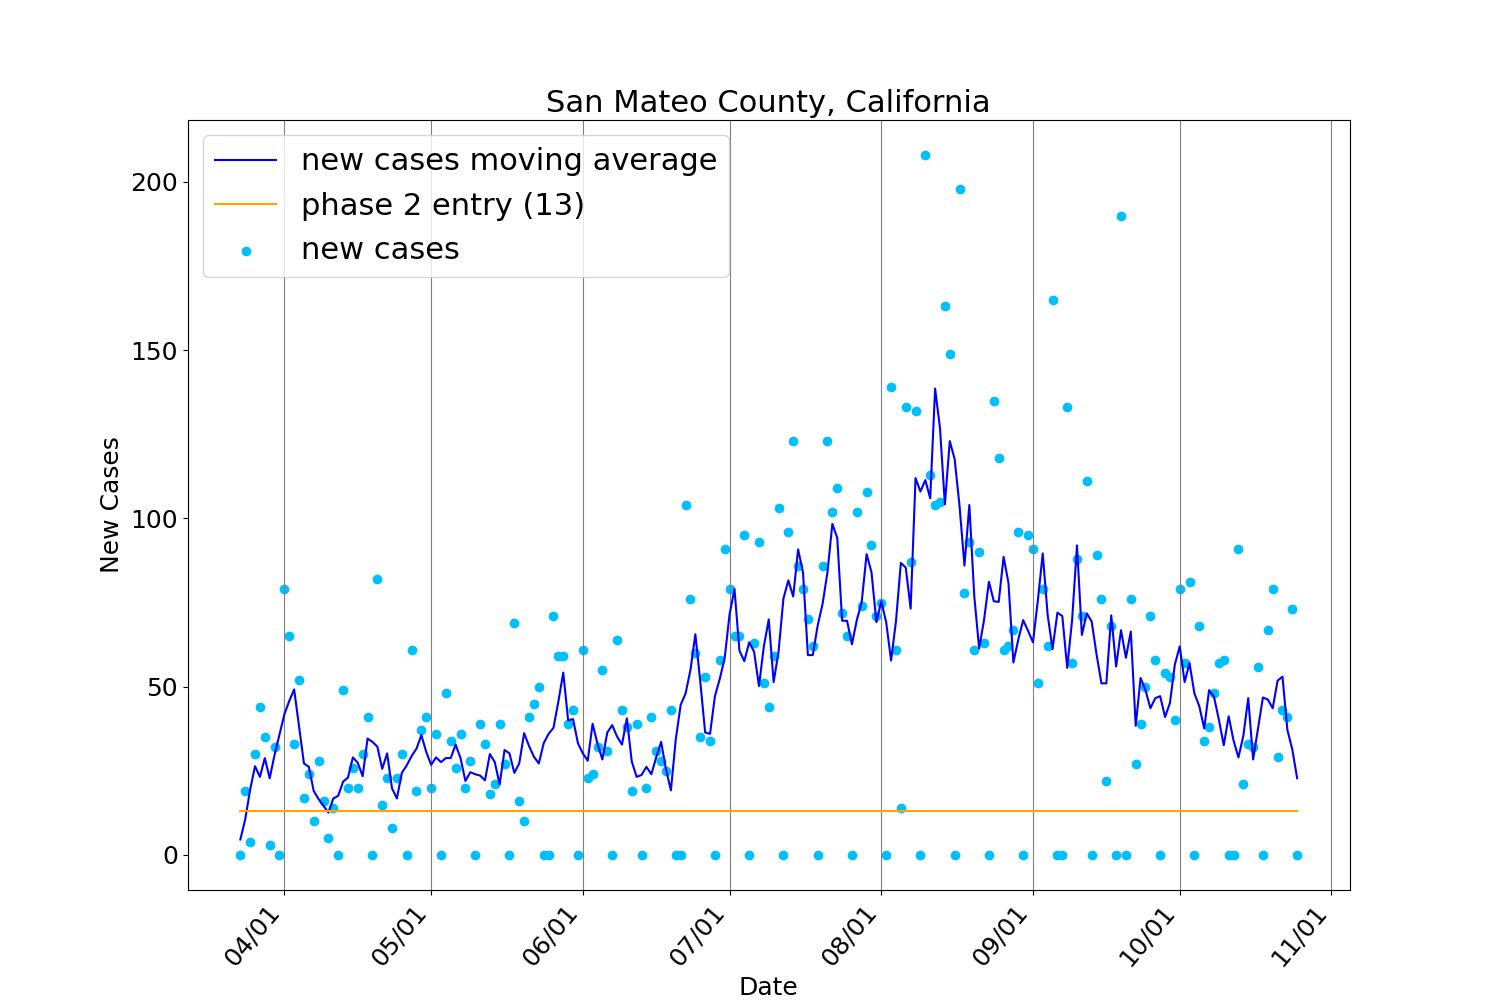 San Mateo County, California
new cases moving average
phase 2 entry (13)
new cases
New Cases
200
150
100
50
0
04/01
05/01
06/01
07/01
08/01
09/01
10/01
11/01
Date